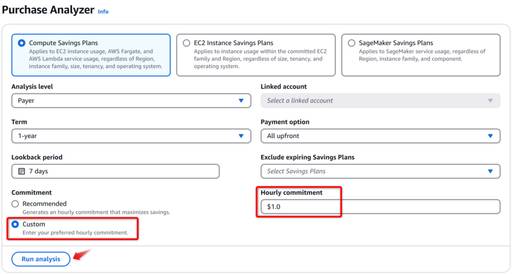 Purchase Analyzer Info
Compute Savings Plans
Applies to EC2 instance usage, AWS Fargate, and
AWS Lambda service usage, regardless of Region,
instance family, size, tenancy, and operating system.
EC2 Instance Savings Plans
Applies to instance usage within the committed EC2
family and Region, regardless of size, tenancy, and
operating system.
SageMaker Savings Plans
Applies to SageMaker service usage, regardless of
Region, instance family, and component.
Analysis level
Payer
Linked account
Select a linked account
Term
1-year
Payment option
All upfront
Lookback period
7 days
Exclude expiring Savings Plans
Select Savings Plans
Commitment
Recommended
Generates an hourly commitment that maximizes savings.
Custom
Enter your preferred hourly commitment.
Hourly commitment
$1.0
Run analysis